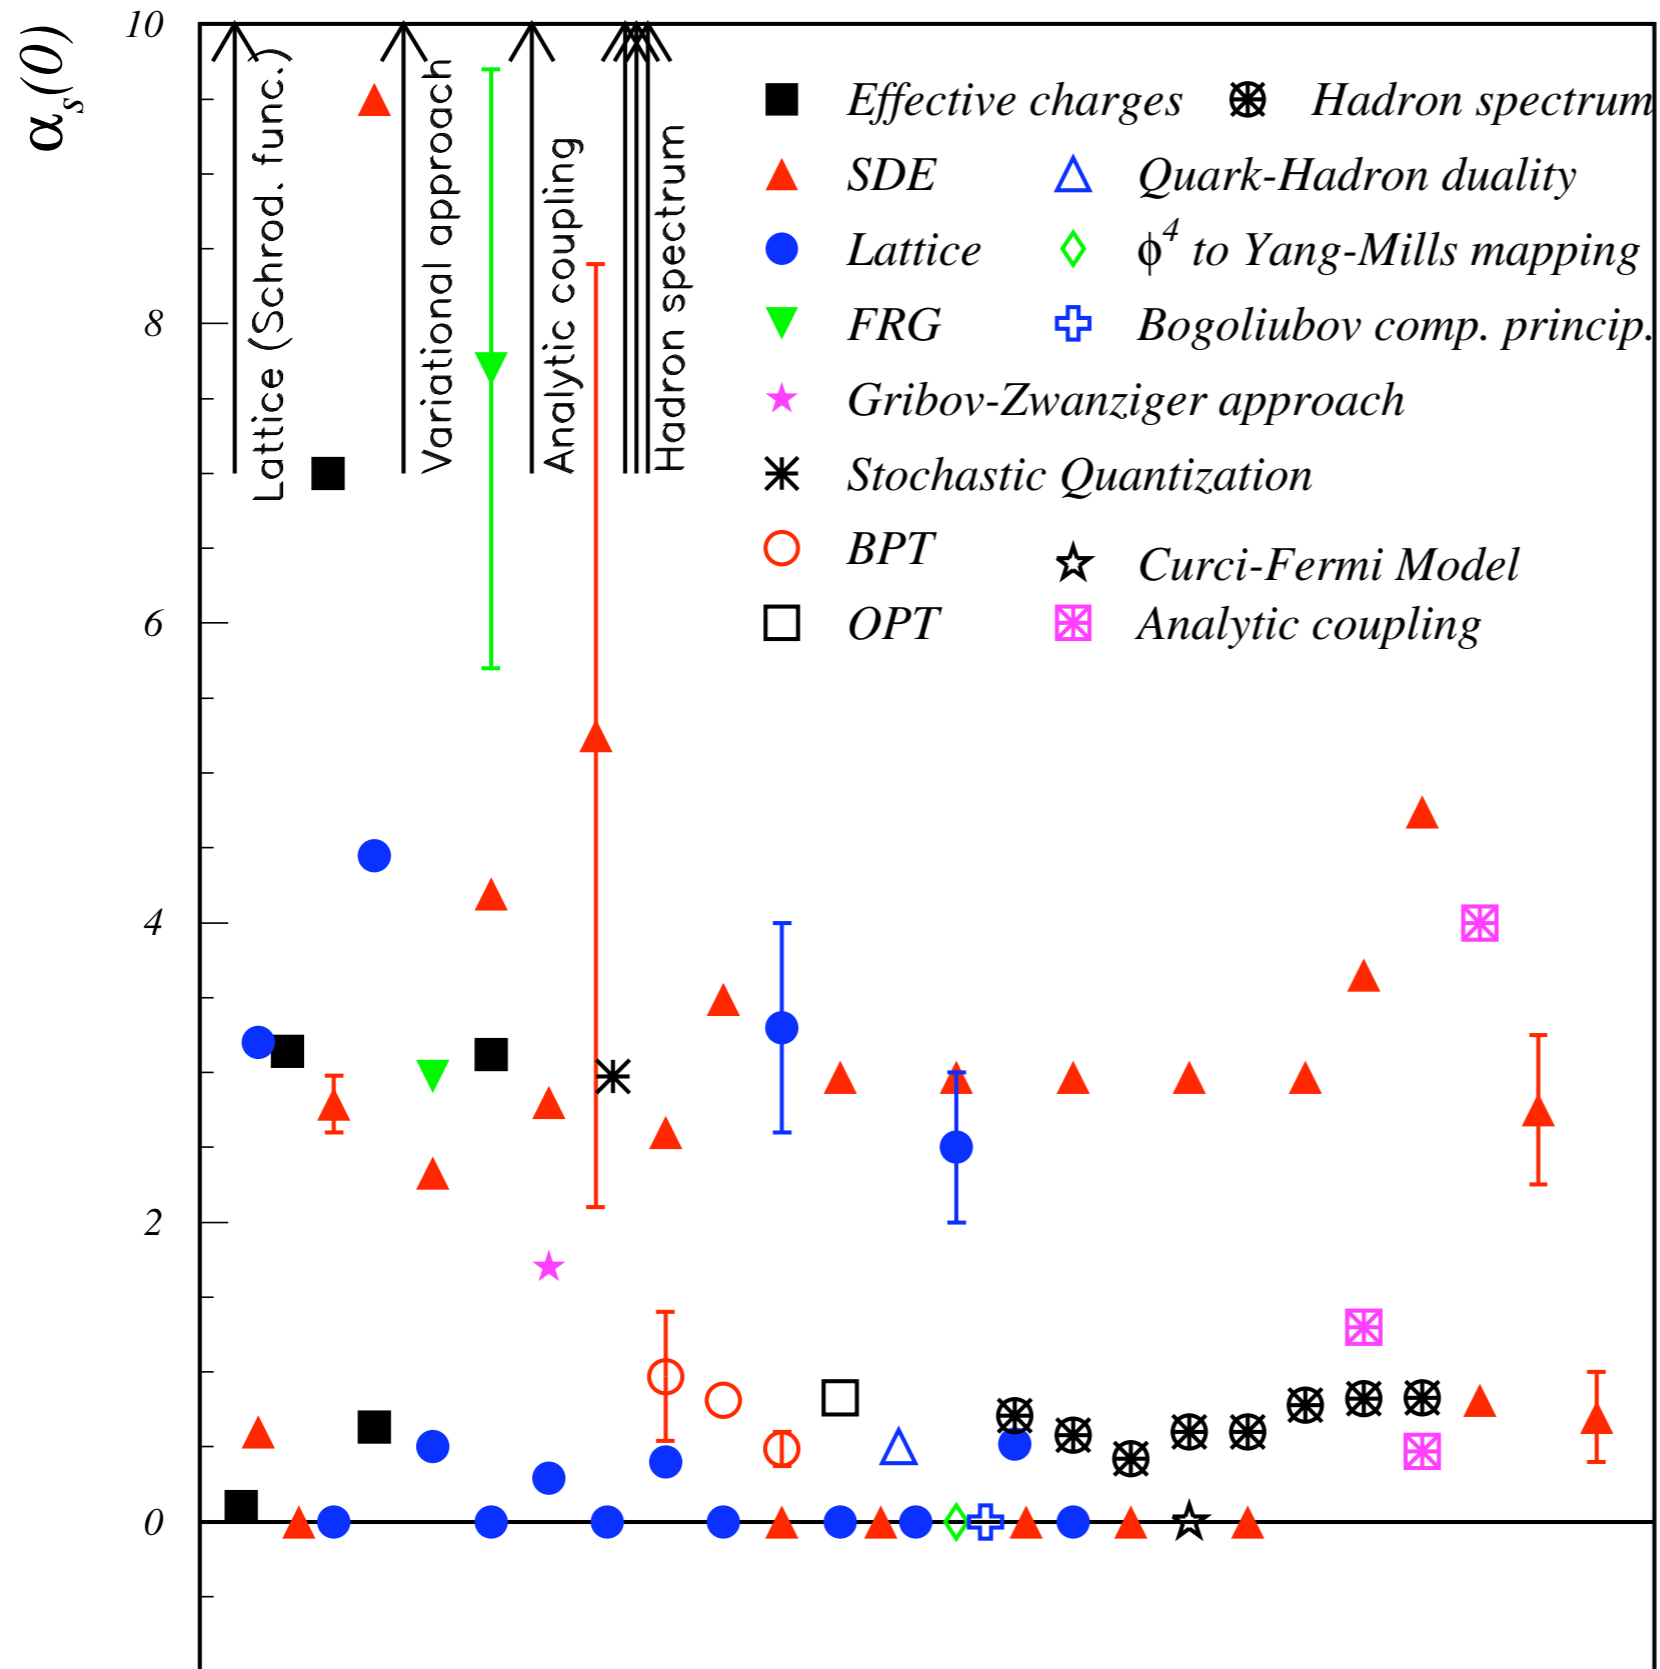 α_s(0)
10
8
6
4
2
0
Lattice (Schrod. func.)
Variational approach
Analytic coupling
Hadron spectrum
Effective charges
Hadron spectrum
SDE
Quark-Hadron duality
Lattice
ϕ⁴ to Yang-Mills mapping
FRG
Bogoliubov comp. princip.
Gribov-Zwanziger approach
Stochastic Quantization
BPT
Curci-Fermi Model
OPT
Analytic coupling